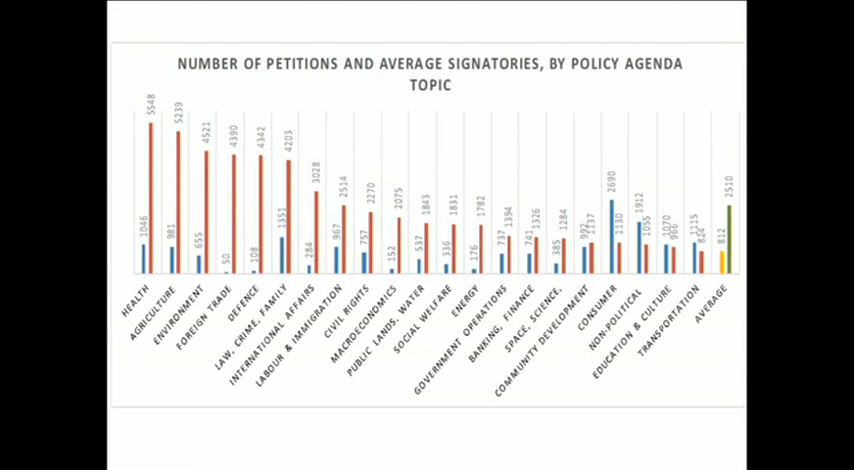 NUMBER OF PETITIONS AND AVERAGE SIGNATORIES, BY POLICY AGENDA
TOPIC
1046 5548
981 5239
655 4521
50 4390
108 4342
1351 4203
284 3028
967 2514
757 2270
152 2075
537 1843
336 1831
176 1782
737 1394
741 1326
385 1284
992 1137
2690 1130
1912 1055
1070 966
1115 824
812 2510
HEALTH
AGRICULTURE
ENVIRONMENT
FOREIGN TRADE
DEFENCE
LAW, CRIME, FAMILY
INTERNATIONAL AFFAIRS
LABOUR & IMMIGRATION
CIVIL RIGHTS
MACROECONOMICS
PUBLIC LANDS, WATER
SOCIAL WELFARE
ENERGY
GOVERNMENT OPERATIONS
BANKING, FINANCE
SPACE, SCIENCE,
COMMUNITY DEVELOPMENT
CONSUMER
NON-POLITICAL
EDUCATION & CULTURE
TRANSPORTATION
AVERAGE